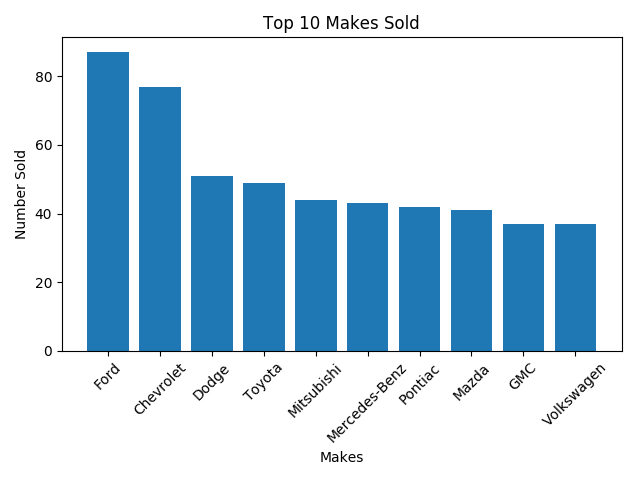 Top 10 Makes Sold
Number Sold
80
60
40
20
0
Ford
Chevrolet
Dodge
Toyota
Mitsubishi
Mercedes-Benz
Pontiac
Mazda
GMC
Volkswagen
Makes